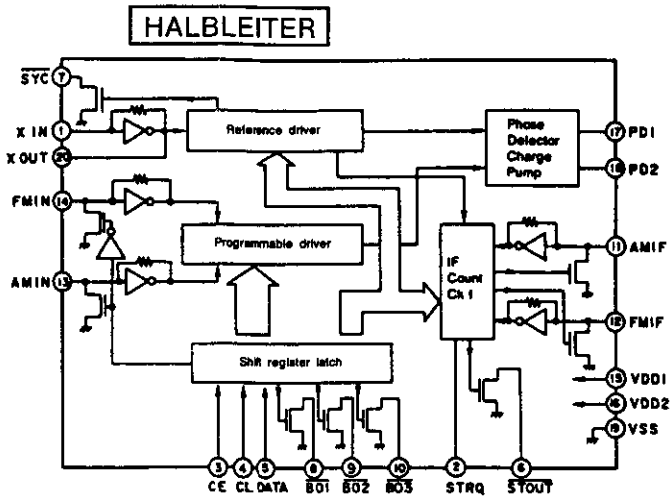 HALBLEITER
SYC
7
X IN
1
X OUT
20
FMIN
14
AMIN
13
Reference driver
Programmable driver
Shift register latch
Phase
Detector
Charge
Pump
IF
Count
Ck t
17
PD1
18
PD2
11
AMIF
12
FMIF
15
VDD1
16
VDD2
19
VSS
3 4 5 8 9 10 2 6
CE CL DATA BO1 BO2 BO3 STRQ STOUT